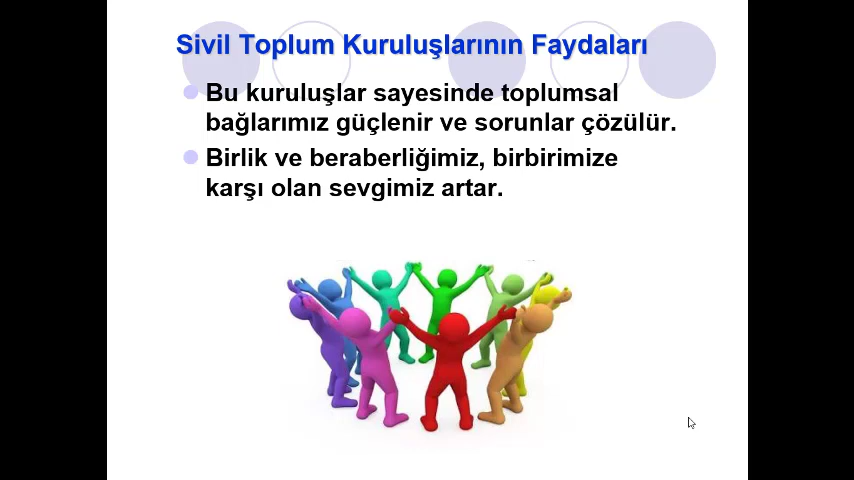 Sivil Toplum Kuruluşlarının Faydaları
Bu kuruluşlar sayesinde toplumsal
bağlarımız güçlenir ve sorunlar çözülür.
Birlik ve beraberliğimiz, birbirimize
karşı olan sevgimiz artar.